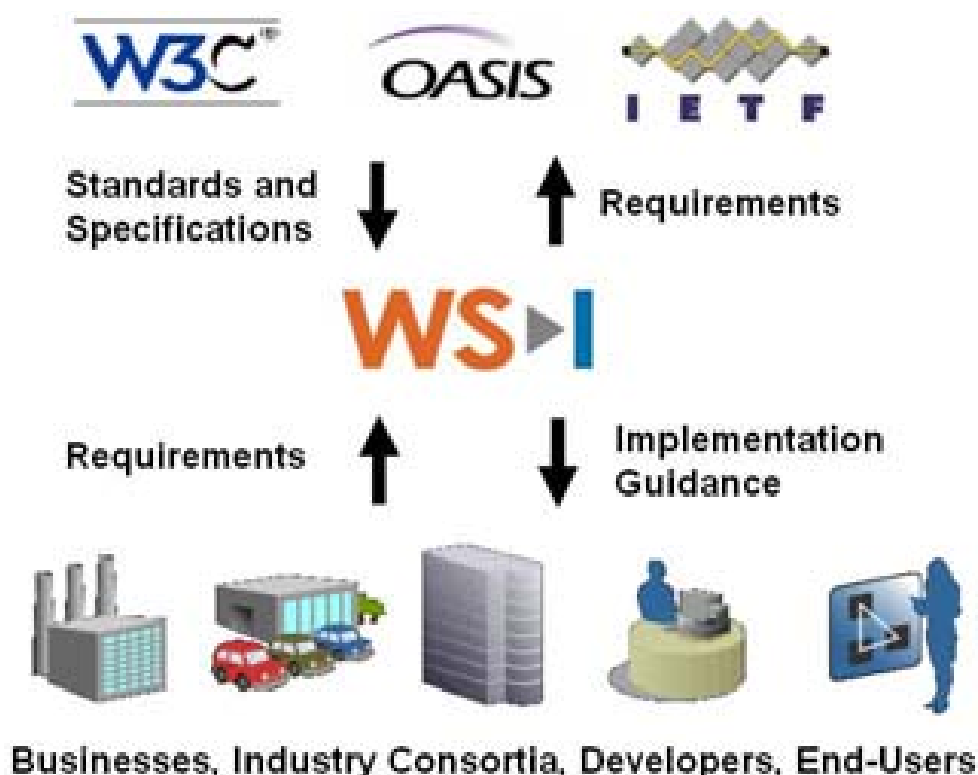 W3C®
OASIS
IETF
Standards and
Specifications
Requirements
WS I
Requirements
Implementation
Guidance
Businesses, Industry Consortia, Developers, End-Users